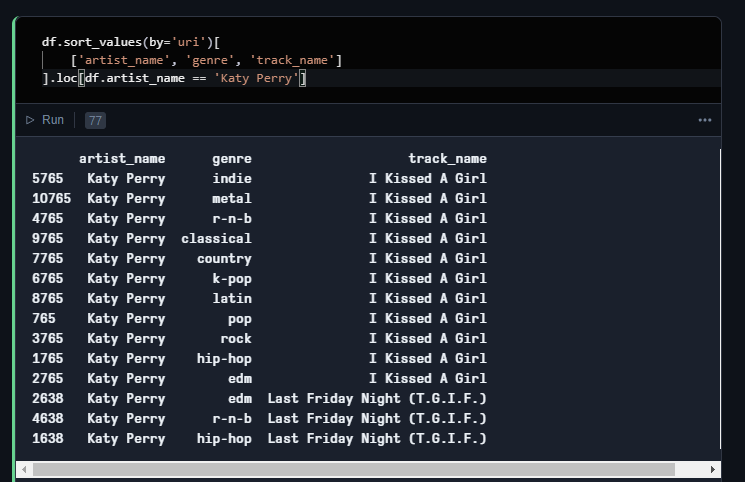 df.sort_values(by='uri')[
['artist_name', 'genre', 'track_name']
].loc[df.artist_name == 'Katy Perry']
Run 77
artist_name genre track_name
5765 Katy Perry indie I Kissed A Girl
10765 Katy Perry metal I Kissed A Girl
4765 Katy Perry r-n-b I Kissed A Girl
9765 Katy Perry classical I Kissed A Girl
7765 Katy Perry country I Kissed A Girl
6765 Katy Perry k-pop I Kissed A Girl
8765 Katy Perry latin I Kissed A Girl
765 Katy Perry pop I Kissed A Girl
3765 Katy Perry rock I Kissed A Girl
1765 Katy Perry hip-hop I Kissed A Girl
2765 Katy Perry edm I Kissed A Girl
2638 Katy Perry edm Last Friday Night (T.G.I.F.)
4638 Katy Perry r-n-b Last Friday Night (T.G.I.F.)
1638 Katy Perry hip-hop Last Friday Night (T.G.I.F.)